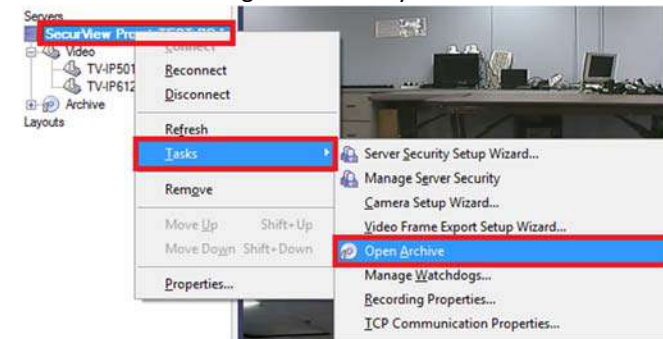 Servers
SecurView
Video
TV-IP501
TV-IP612
Archive
Layouts
Connect
Reconnect
Disconnect
Refresh
Tasks
Remove
Move Up Shift+Up
Move Down Shift+Down
Properties...
Server Security Setup Wizard...
Manage Server Security
Camera Setup Wizard...
Video Frame Export Setup Wizard...
Open Archive
Manage Watchdogs...
Recording Properties...
TCP Communication Properties...